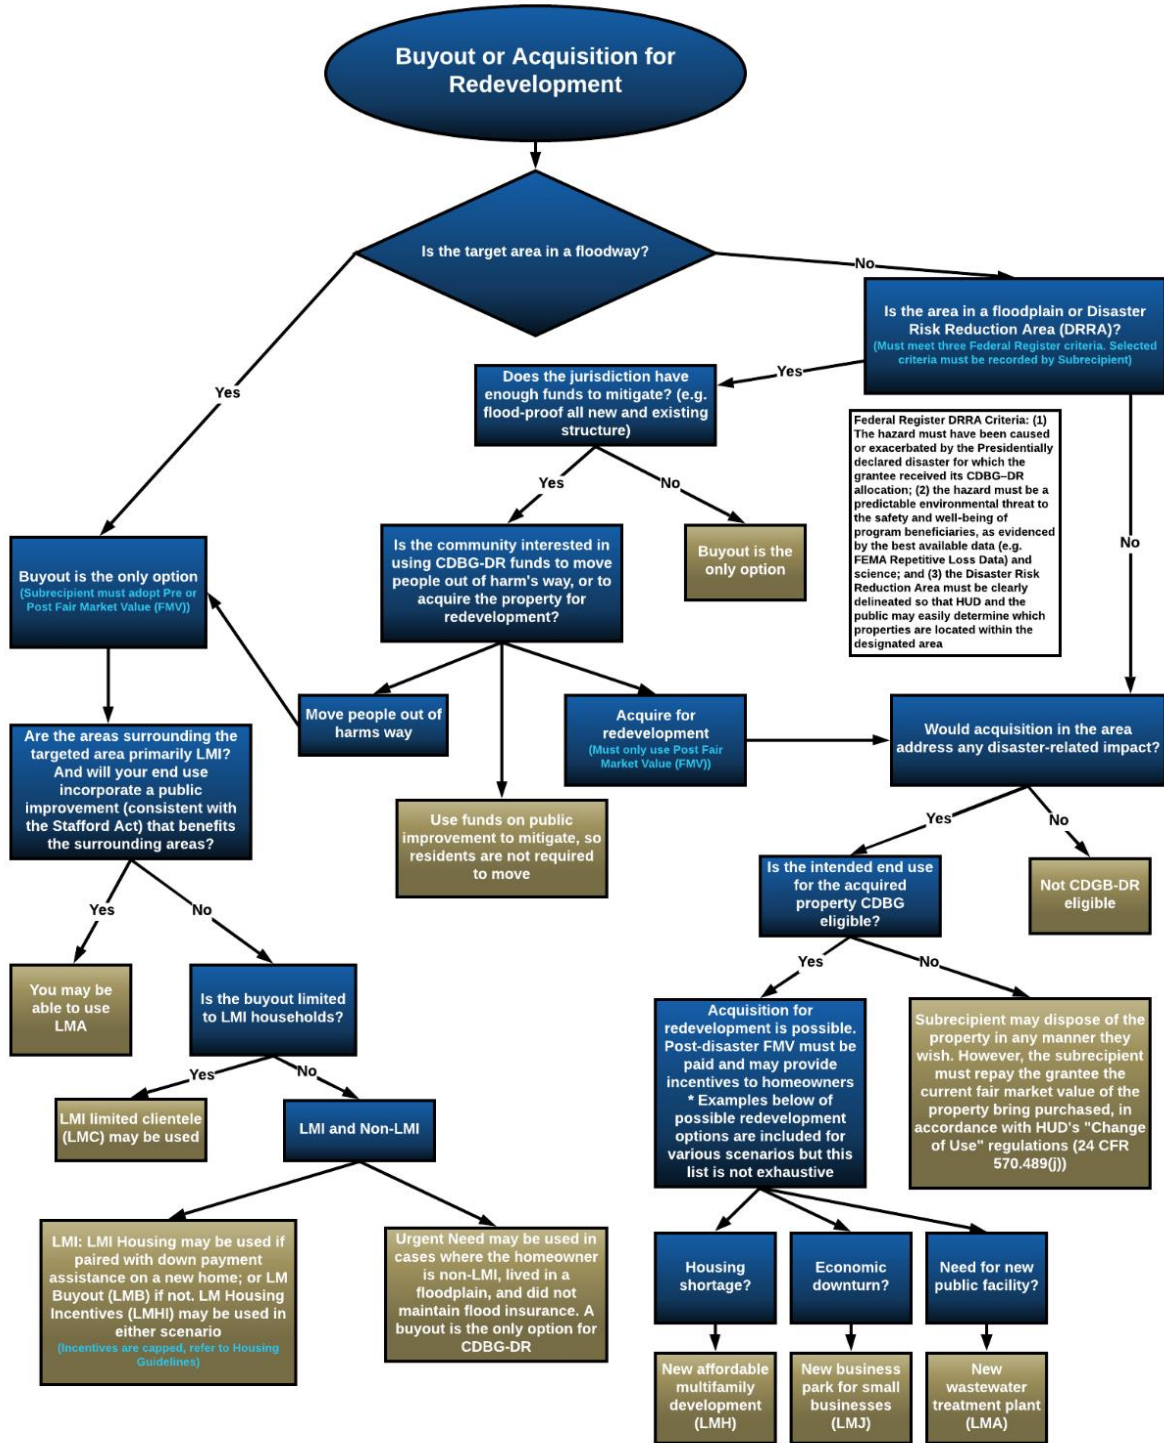 Buyout or Acquisition for
Redevelopment
Is the target area in a floodway?
No
Is the area in a floodplain or Disaster
Risk Reduction Area (DRRA)?
(Must meet three Federal Register criteria. Selected
criteria must be recorded by Subrecipient)
Yes
Yes
Does the jurisdiction have
enough funds to mitigate? (e.g.
flood-proof all new and existing
structure)
Federal Register DRRA Criteria: (1)
The hazard must have been caused
or exacerbated by the Presidentially
declared disaster for which the
grantee received its CDBG–DR
allocation; (2) the hazard must be a
predictable environmental threat to
the safety and well-being of
program beneficiaries, as evidenced
by the best available data (e.g.
FEMA Repetitive Loss Data) and
science; and (3) the Disaster Risk
Reduction Area must be clearly
delineated so that HUD and the
public may easily determine which
properties are located within the
designated area
No
Yes
No
Buyout is the only option
(Subrecipient must adopt Pre or
Post Fair Market Value (FMV))
Is the community interested in
using CDBG-DR funds to move
people out of harm's way, or to
acquire the property for
redevelopment?
Buyout is the
only option
Move people out of
harms way
Acquire for
redevelopment
(Must only use Post Fair
Market Value (FMV))
Would acquisition in the area
address any disaster-related impact?
Are the areas surrounding the
targeted area primarily LMI?
And will your end use
incorporate a public
improvement (consistent with
the Stafford Act) that benefits
the surrounding areas?
Use funds on public
improvement to mitigate, so
residents are not required
to move
Yes
No
Is the intended end use
for the acquired
property CDBG
eligible?
Not CDGB-DR
eligible
Yes
No
You may be
able to use
LMA
Is the buyout limited
to LMI households?
Yes
No
Acquisition for
redevelopment is possible.
Post-disaster FMV must be
paid and may provide
incentives to homeowners
* Examples below of
possible redevelopment
options are included for
various scenarios but this
list is not exhaustive
Subrecipient may dispose of the
property in any manner they
wish. However, the subrecipient
must repay the grantee the
current fair market value of the
property bring purchased, in
accordance with HUD's "Change
of Use" regulations (24 CFR
570.489(j))
Yes
No
LMI limited clientele
(LMC) may be used
LMI and Non-LMI
LMI: LMI Housing may be used if
paired with down payment
assistance on a new home; or LM
Buyout (LMB) if not. LM Housing
Incentives (LMHI) may be used in
either scenario
(Incentives are capped, refer to Housing
Guidelines)
Urgent Need may be used in
cases where the homeowner
is non-LMI, lived in a
floodplain, and did not
maintain flood insurance. A
buyout is the only option for
CDBG-DR
Housing
shortage?
Economic
downturn?
Need for new
public facility?
New affordable
multifamily
development
(LMH)
New business
park for small
businesses
(LMJ)
New
wastewater
treatment plant
(LMA)